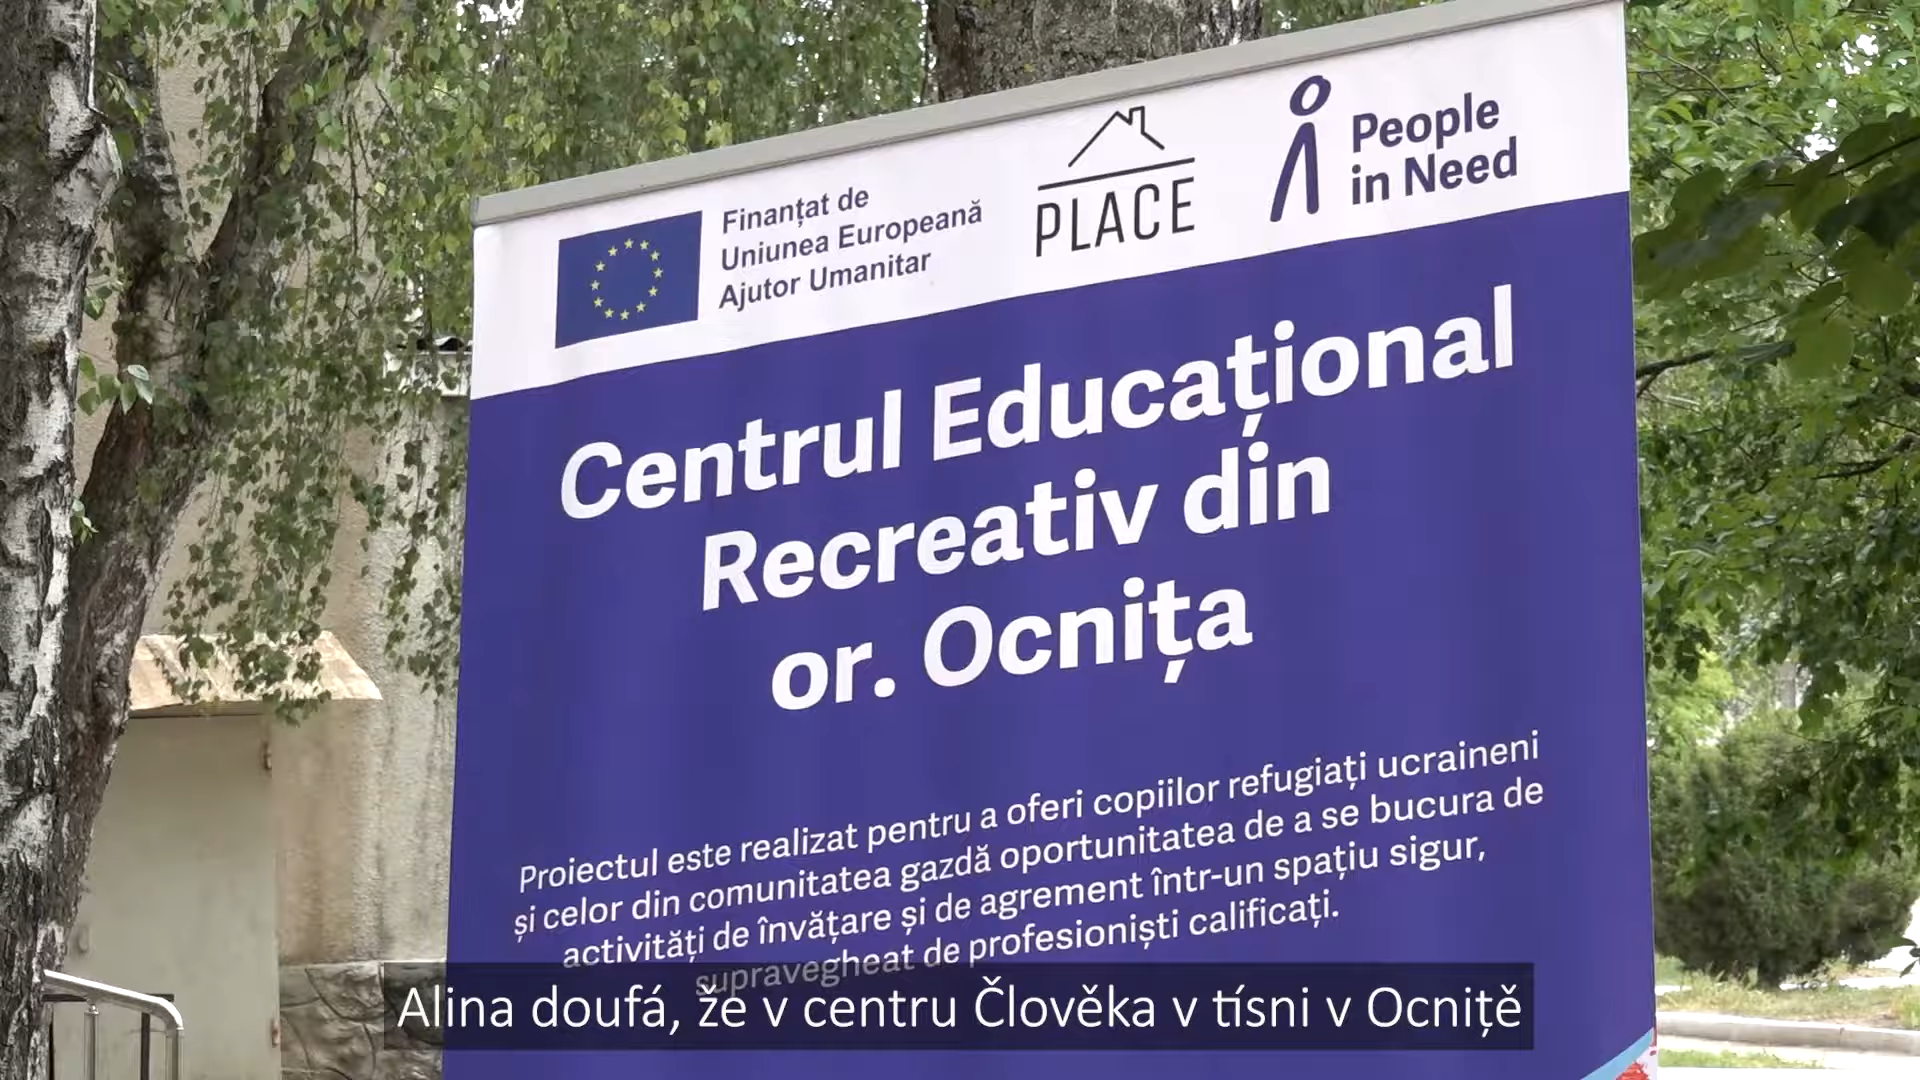 Finanțat de
Uniunea Europeană
Ajutor Umanitar
PLACE
People
in Need
Centrul Educațional
Recreativ din
or. Ocnița
Proiectul este realizat pentru a oferi copiilor refugiați ucraineni
și celor din comunitatea gazdă oportunitatea de a se bucura de
activități de învățare și de agrement într-un spațiu sigur,
supravegheat de profesioniști calificați.
Alina doufá, že v centru Člověka v tísni v Ocnițě